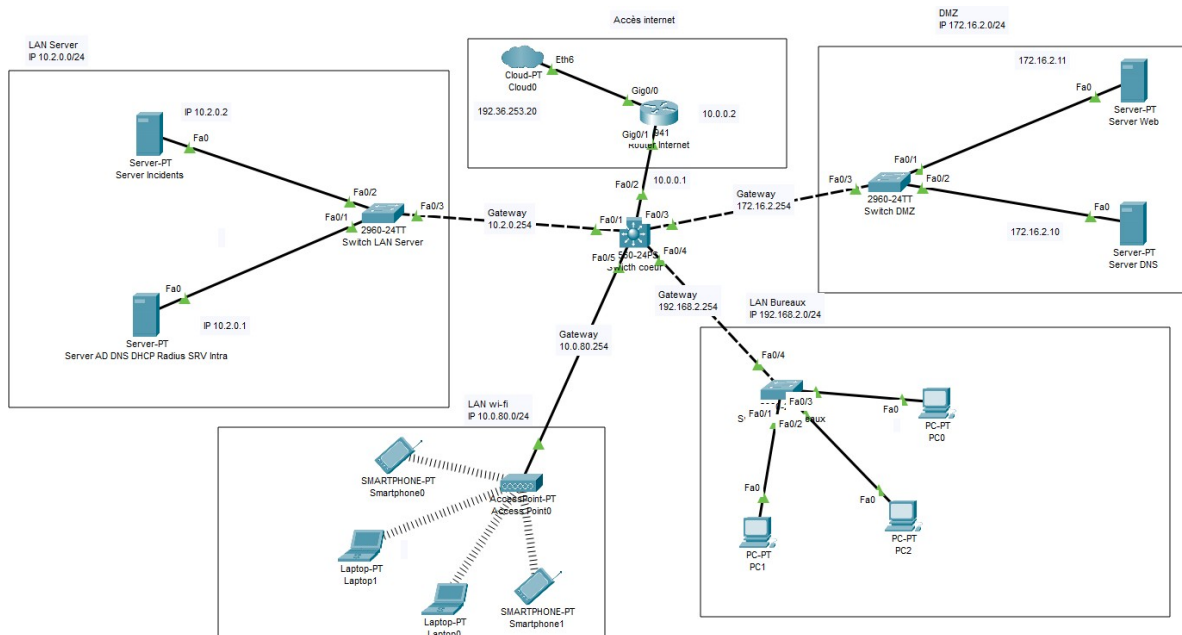 LAN Server
IP 10.2.0.0/24
IP 10.2.0.2
Fa0
Server-PT
Server Incidents
Fa0/2
Fa0/1
Fa0/3
2960-24TT
Switch LAN Server
Fa0
IP 10.2.0.1
Server-PT
Server AD DNS DHCP Radius SRV Intra
Accès internet
Cloud-PT
Cloud0
Eth6
192.36.253.20
Gig0/0
10.0.0.2
Gig0/1
941
Router Internet
10.0.0.1
Fa0/2
Gateway
10.2.0.254
Fa0/1
Fa0/3
Fa0/4
Fa0/5
Swicth coeur
Gateway
172.16.2.254
DMZ
IP 172.16.2.0/24
172.16.2.11
Fa0
Server-PT
Server Web
Fa0/1
Fa0/3
Fa0/2
2960-24TT
Switch DMZ
Fa0
172.16.2.10
Server-PT
Server DNS
Gateway
192.168.2.254
LAN Bureaux
IP 192.168.2.0/24
Fa0/4
Fa0/3
Fa0/1
Fa0/2
Fa0
PC-PT
PC0
Fa0
PC-PT
PC2
Fa0
PC-PT
PC1
Gateway
10.0.80.254
LAN wi-fi
IP 10.0.80.0/24
SMARTPHONE-PT
Smartphone0
AccessPoint-PT
Access Point0
Laptop-PT
Laptop1
Laptop-PT
Laptop0
SMARTPHONE-PT
Smartphone1